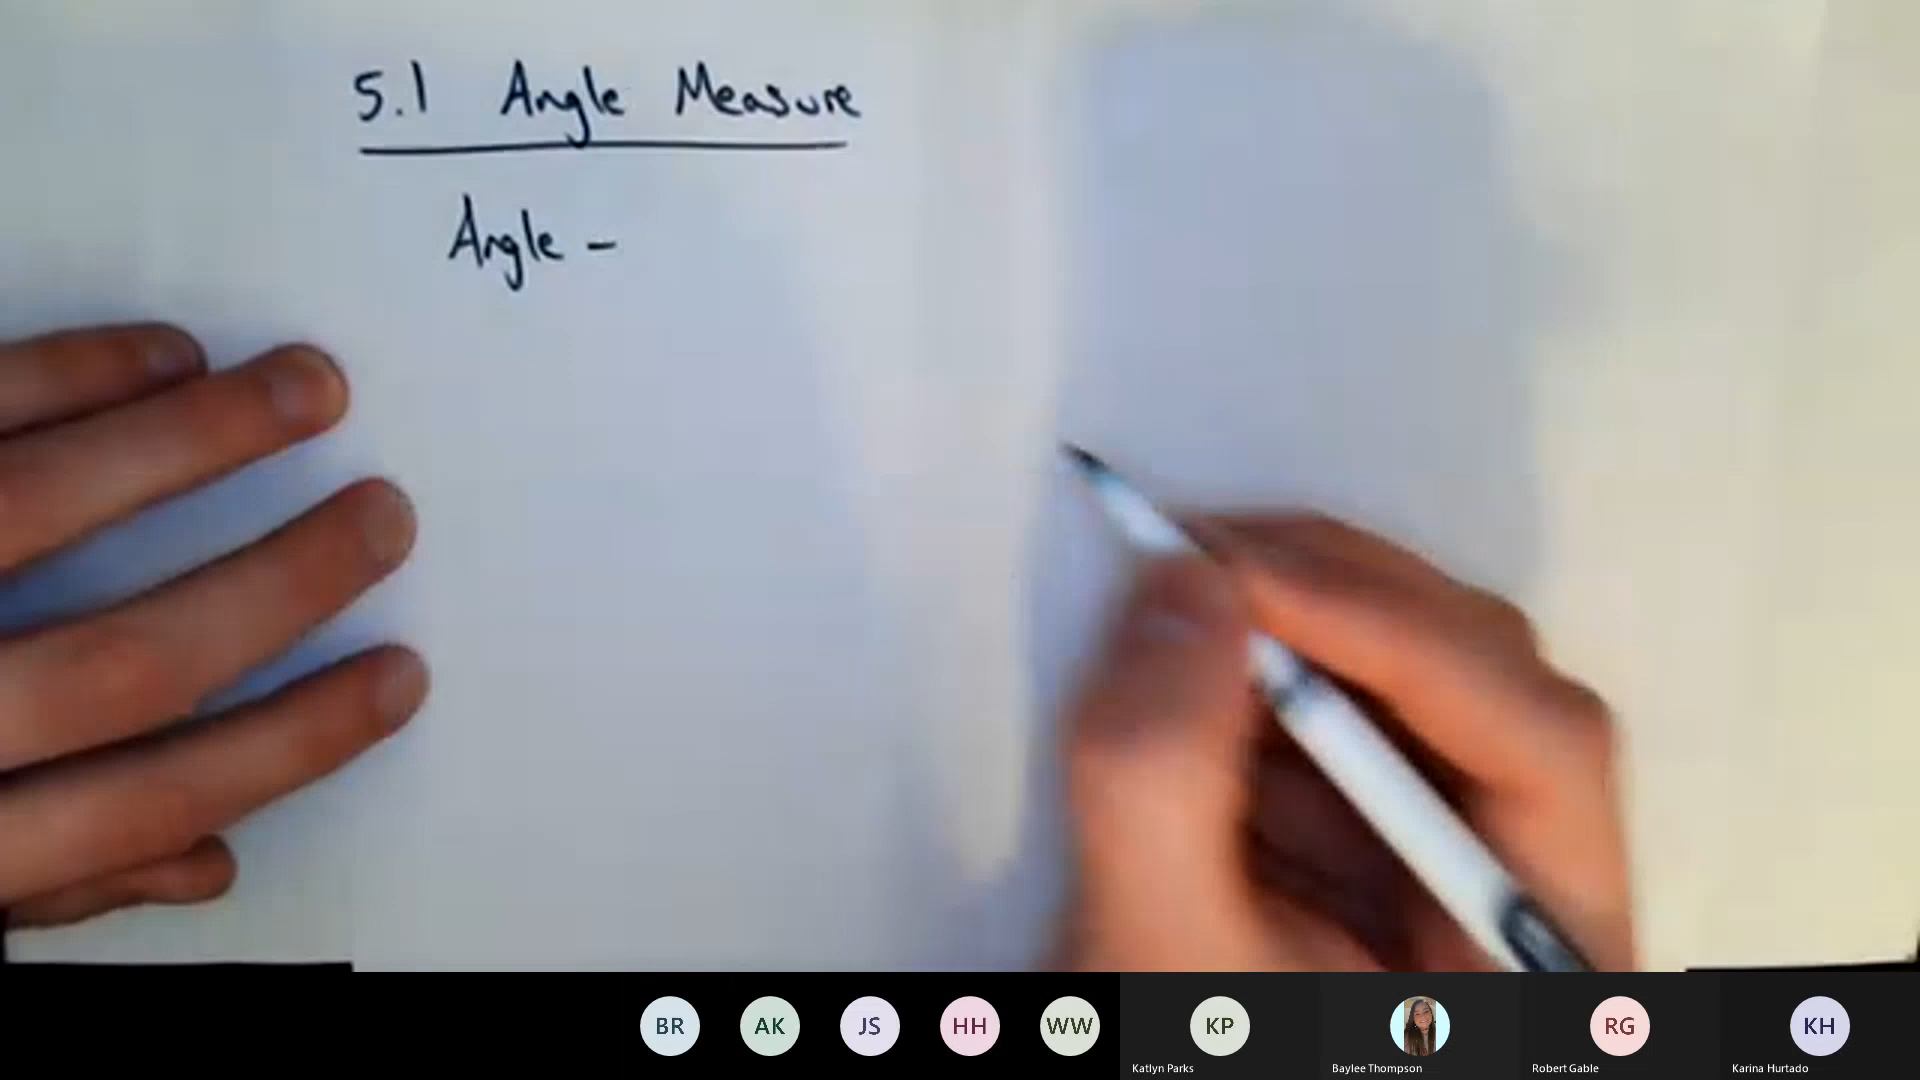 5.1 Angle Measure
Angle -
BR AK JS HH WW KP RG KH
Katlyn Parks Baylee Thompson Robert Gable Karina Hurtado